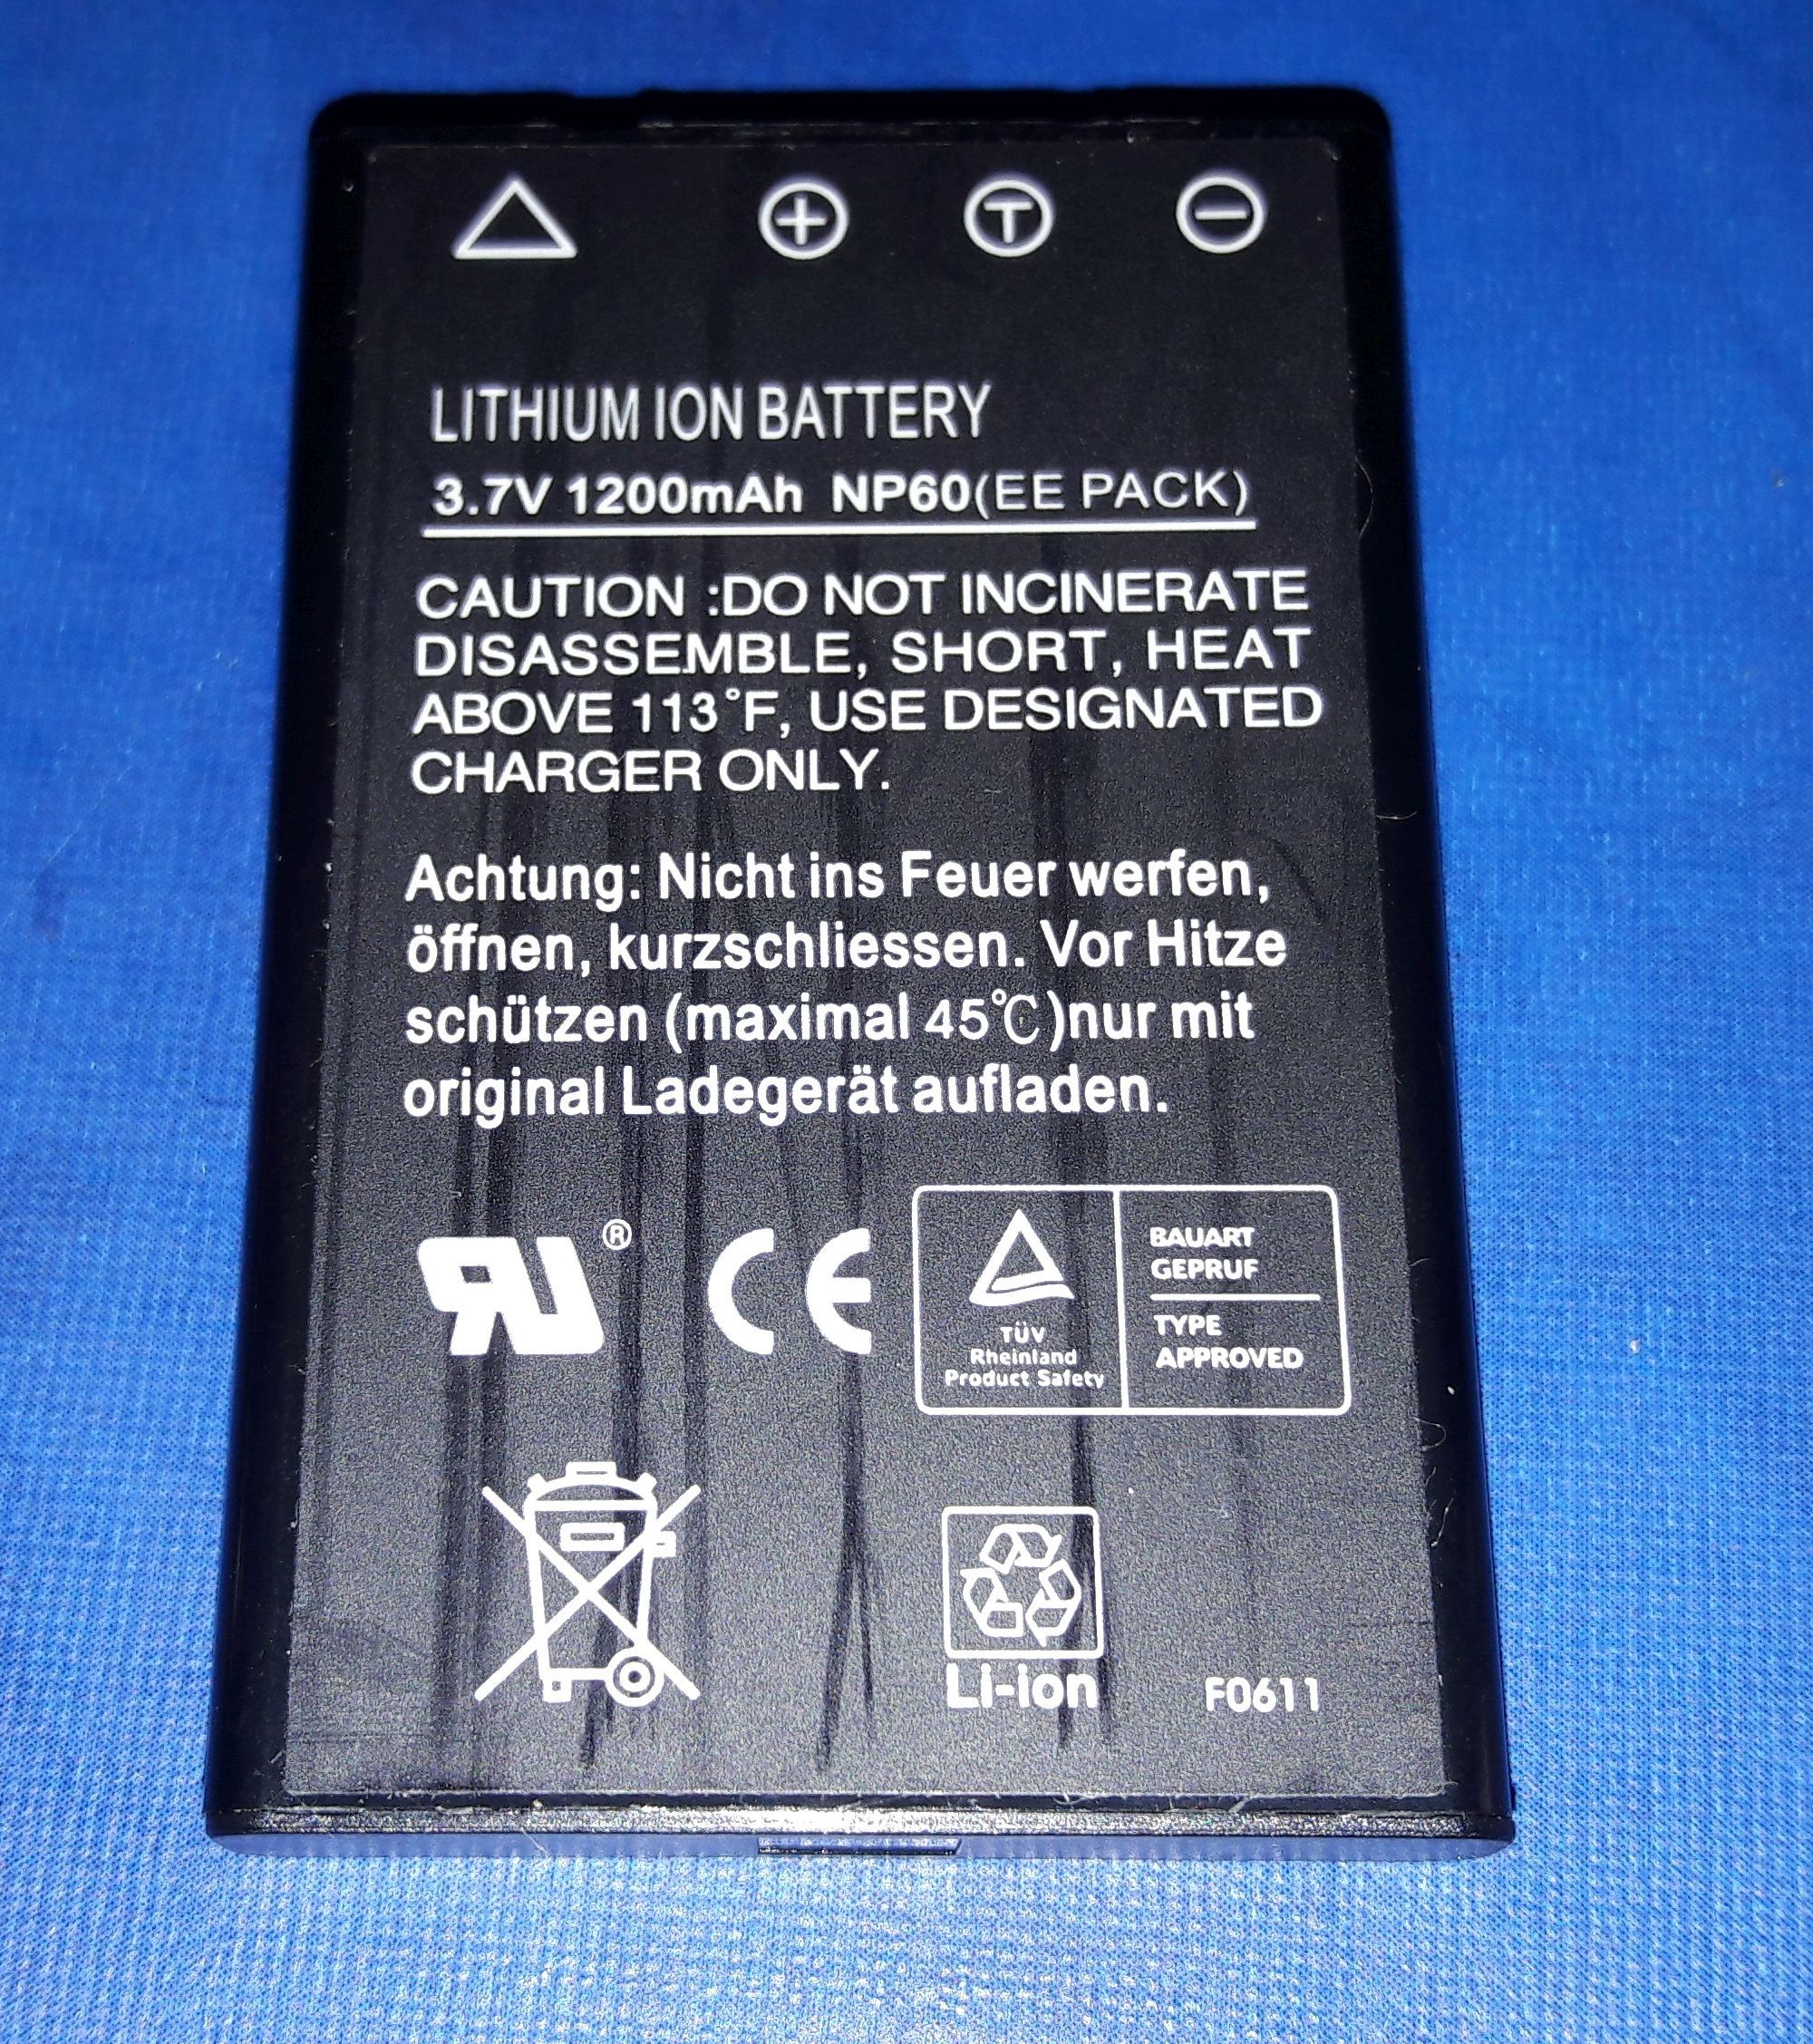 + T −
LITHIUM ION BATTERY
3.7V 1200mAh NP60(EE PACK)
CAUTION :DO NOT INCINERATE
DISASSEMBLE, SHORT, HEAT
ABOVE 113°F, USE DESIGNATED
CHARGER ONLY.
Achtung: Nicht ins Feuer werfen,
öffnen, kurzschliessen. Vor Hitze
schützen (maximal 45℃)nur mit
original Ladegerät aufladen.
RU® CE
TÜV
Rheinland
Product Safety
BAUART
GEPRUF
TYPE
APPROVED
Li-ion
F0611